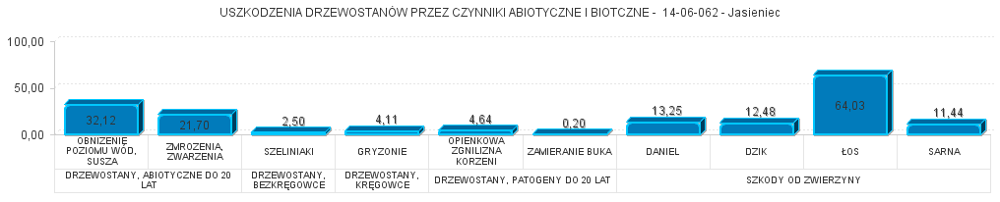 USZKODZENIA DRZEWOSTANÓW PRZEZ CZYNNIKI ABIOTYCZNE I BIOTCZNE - 14-06-062 - Jasieniec
100,00
50,00
0,00
32,12
21,70
2,50
4,11
4,64
0,20
13,25
12,48
64,03
11,44
OBNIŻENIE
POZIOMU WÓD,
SUSZA
ZMROŻENIA,
ZWARZENIA
SZELINIAKI
GRYZONIE
OPIEŃKOWA
ZGNILIZNA
KORZENI
ZAMIERANIE BUKA
DANIEL
DZIK
ŁOŚ
SARNA
DRZEWOSTANY, ABIOTYCZNE DO 20
LAT
DRZEWOSTANY,
BEZKRĘGOWCE
DRZEWOSTANY,
KRĘGOWCE
DRZEWOSTANY, PATOGENY DO 20 LAT
SZKODY OD ZWIERZYNY